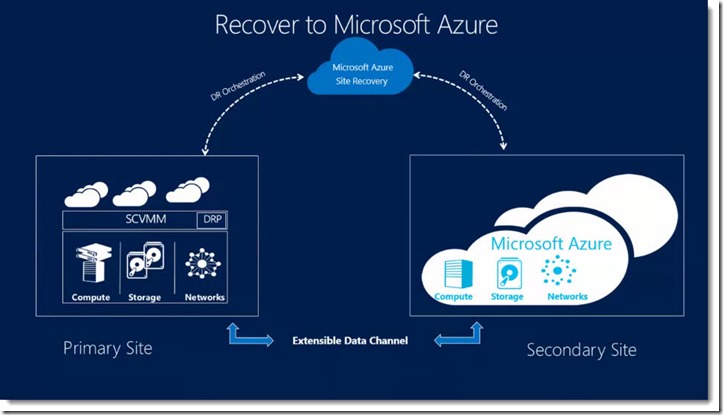 Recover to Microsoft Azure
Microsoft Azure
Site Recovery
DR Orchestration
DR Orchestration
SCVMM
DRP
Compute
Storage
Networks
Primary Site
Extensible Data Channel
Microsoft Azure
Compute
Storage
Networks
Secondary Site